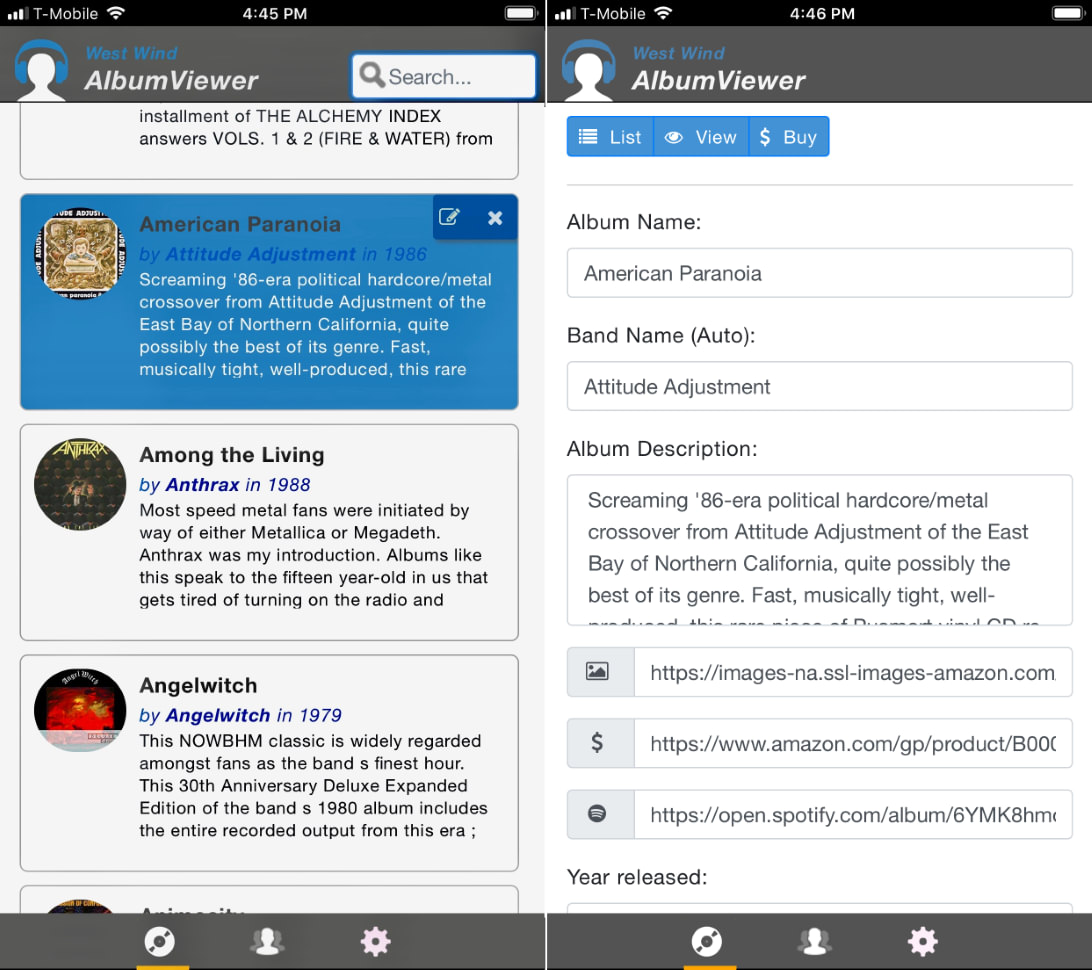 T-Mobile 4:45 PM
West Wind
AlbumViewer
Search...
installment of THE ALCHEMY INDEX
answers VOLS. 1 & 2 (FIRE & WATER) from
American Paranoia
by Attitude Adjustment in 1986
Screaming '86-era political hardcore/metal
crossover from Attitude Adjustment of the
East Bay of Northern California, quite
possibly the best of its genre. Fast,
musically tight, well-produced, this rare
ANTHRAX
Among the Living
by Anthrax in 1988
Most speed metal fans were initiated by
way of either Metallica or Megadeth.
Anthrax was my introduction. Albums like
this speak to the fifteen year-old in us that
gets tired of turning on the radio and
Angel Witch
Angelwitch
by Angelwitch in 1979
This NOWBHM classic is widely regarded
amongst fans as the band s finest hour.
This 30th Anniversary Deluxe Expanded
Edition of the band s 1980 album includes
the entire recorded output from this era ;
Animosity
T-Mobile 4:46 PM
West Wind
AlbumViewer
List View $ Buy
Album Name:
American Paranoia
Band Name (Auto):
Attitude Adjustment
Album Description:
Screaming '86-era political hardcore/metal
crossover from Attitude Adjustment of the East
Bay of Northern California, quite possibly the
best of its genre. Fast, musically tight, well-
produced, this rare piece of Pusmort vinyl CD re
https://images-na.ssl-images-amazon.com
$ https://www.amazon.com/gp/product/B000
https://open.spotify.com/album/6YMK8hm
Year released: